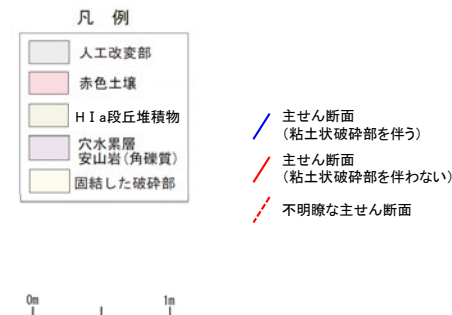 凡 例
人工改変部
赤色土壌
HⅠa段丘堆積物
穴水累層
安山岩(角礫質)
固結した破砕部
主せん断面
(粘土状破砕部を伴う)
主せん断面
(粘土状破砕部を伴わない)
不明瞭な主せん断面
0m
1m